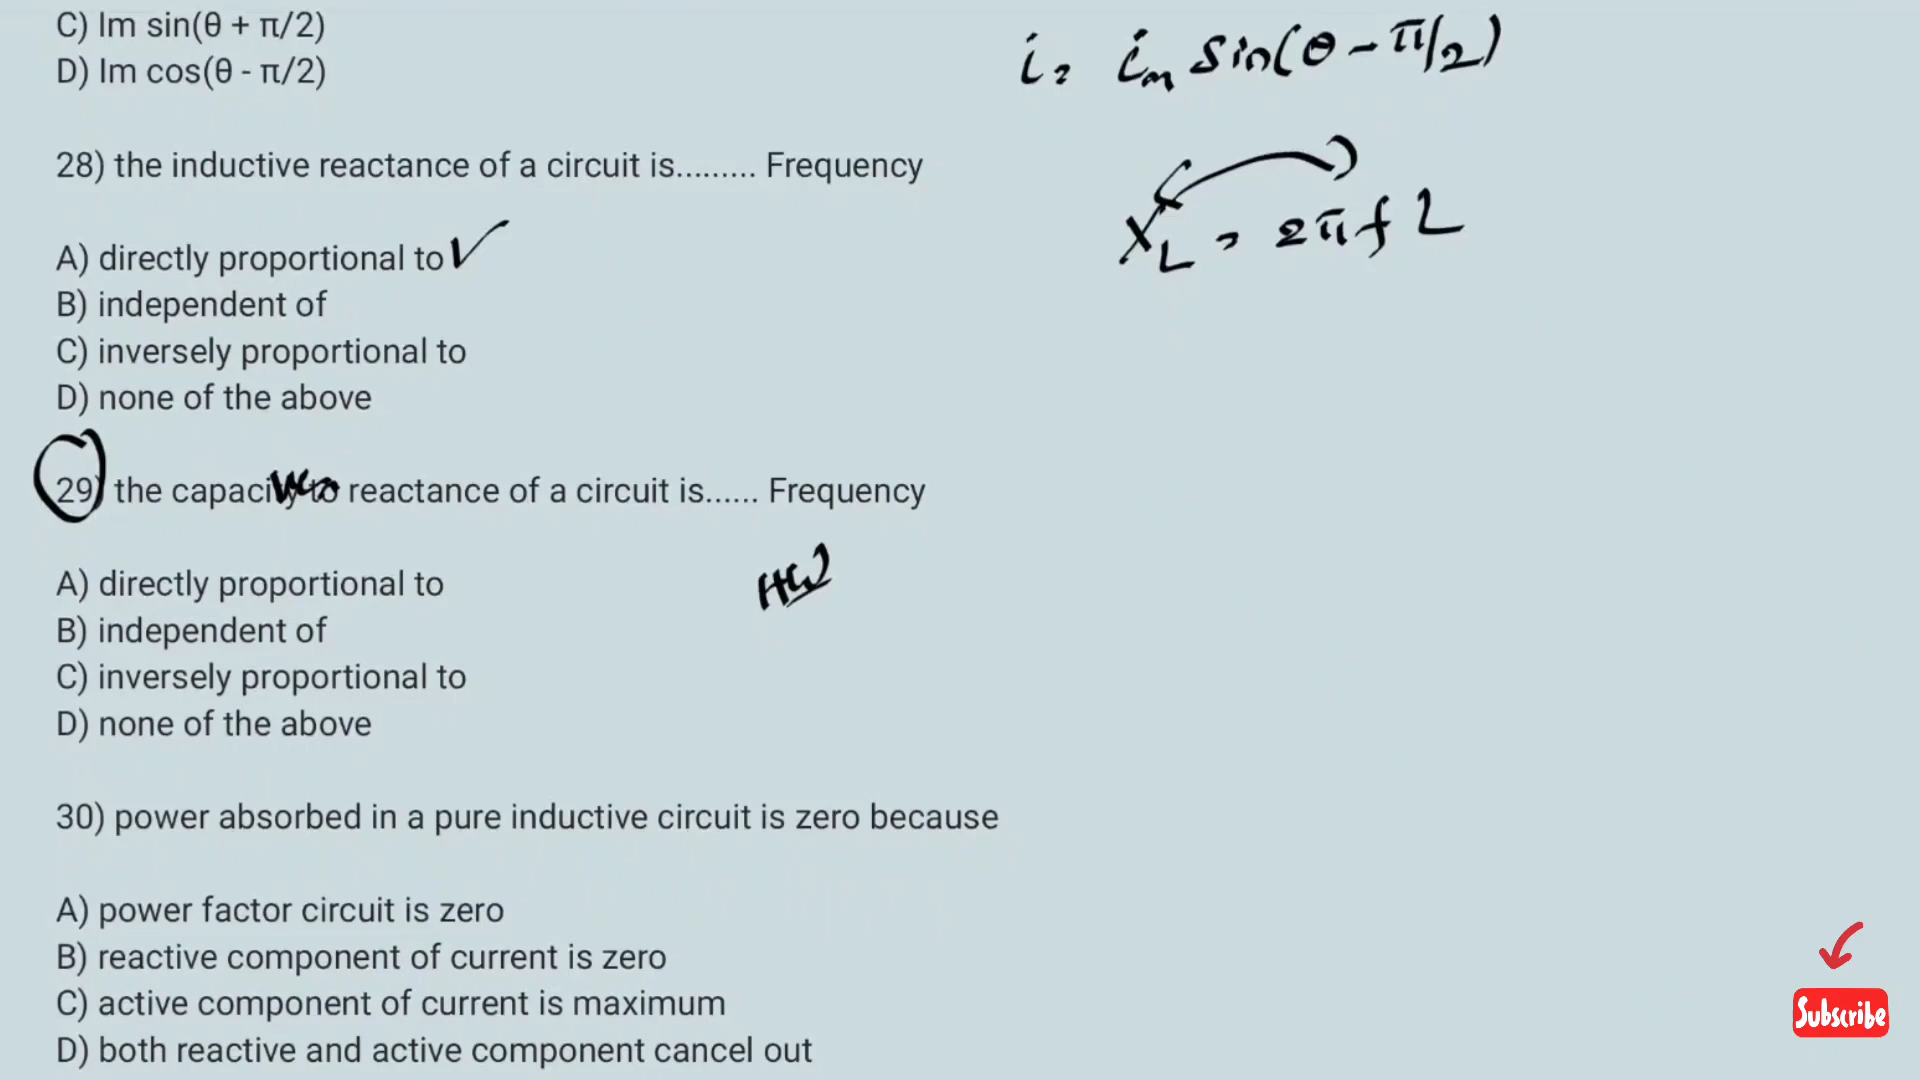 C) Im sin(θ + π/2)
D) Im cos(θ - π/2)
i = im sin(θ - π/2)
28) the inductive reactance of a circuit is......... Frequency
XL = 2πfL
A) directly proportional to ✓
B) independent of
C) inversely proportional to
D) none of the above
29) the capaci reactance of a circuit is...... Frequency
HW
A) directly proportional to
B) independent of
C) inversely proportional to
D) none of the above
30) power absorbed in a pure inductive circuit is zero because
A) power factor circuit is zero
B) reactive component of current is zero
C) active component of current is maximum
D) both reactive and active component cancel out
Subscribe